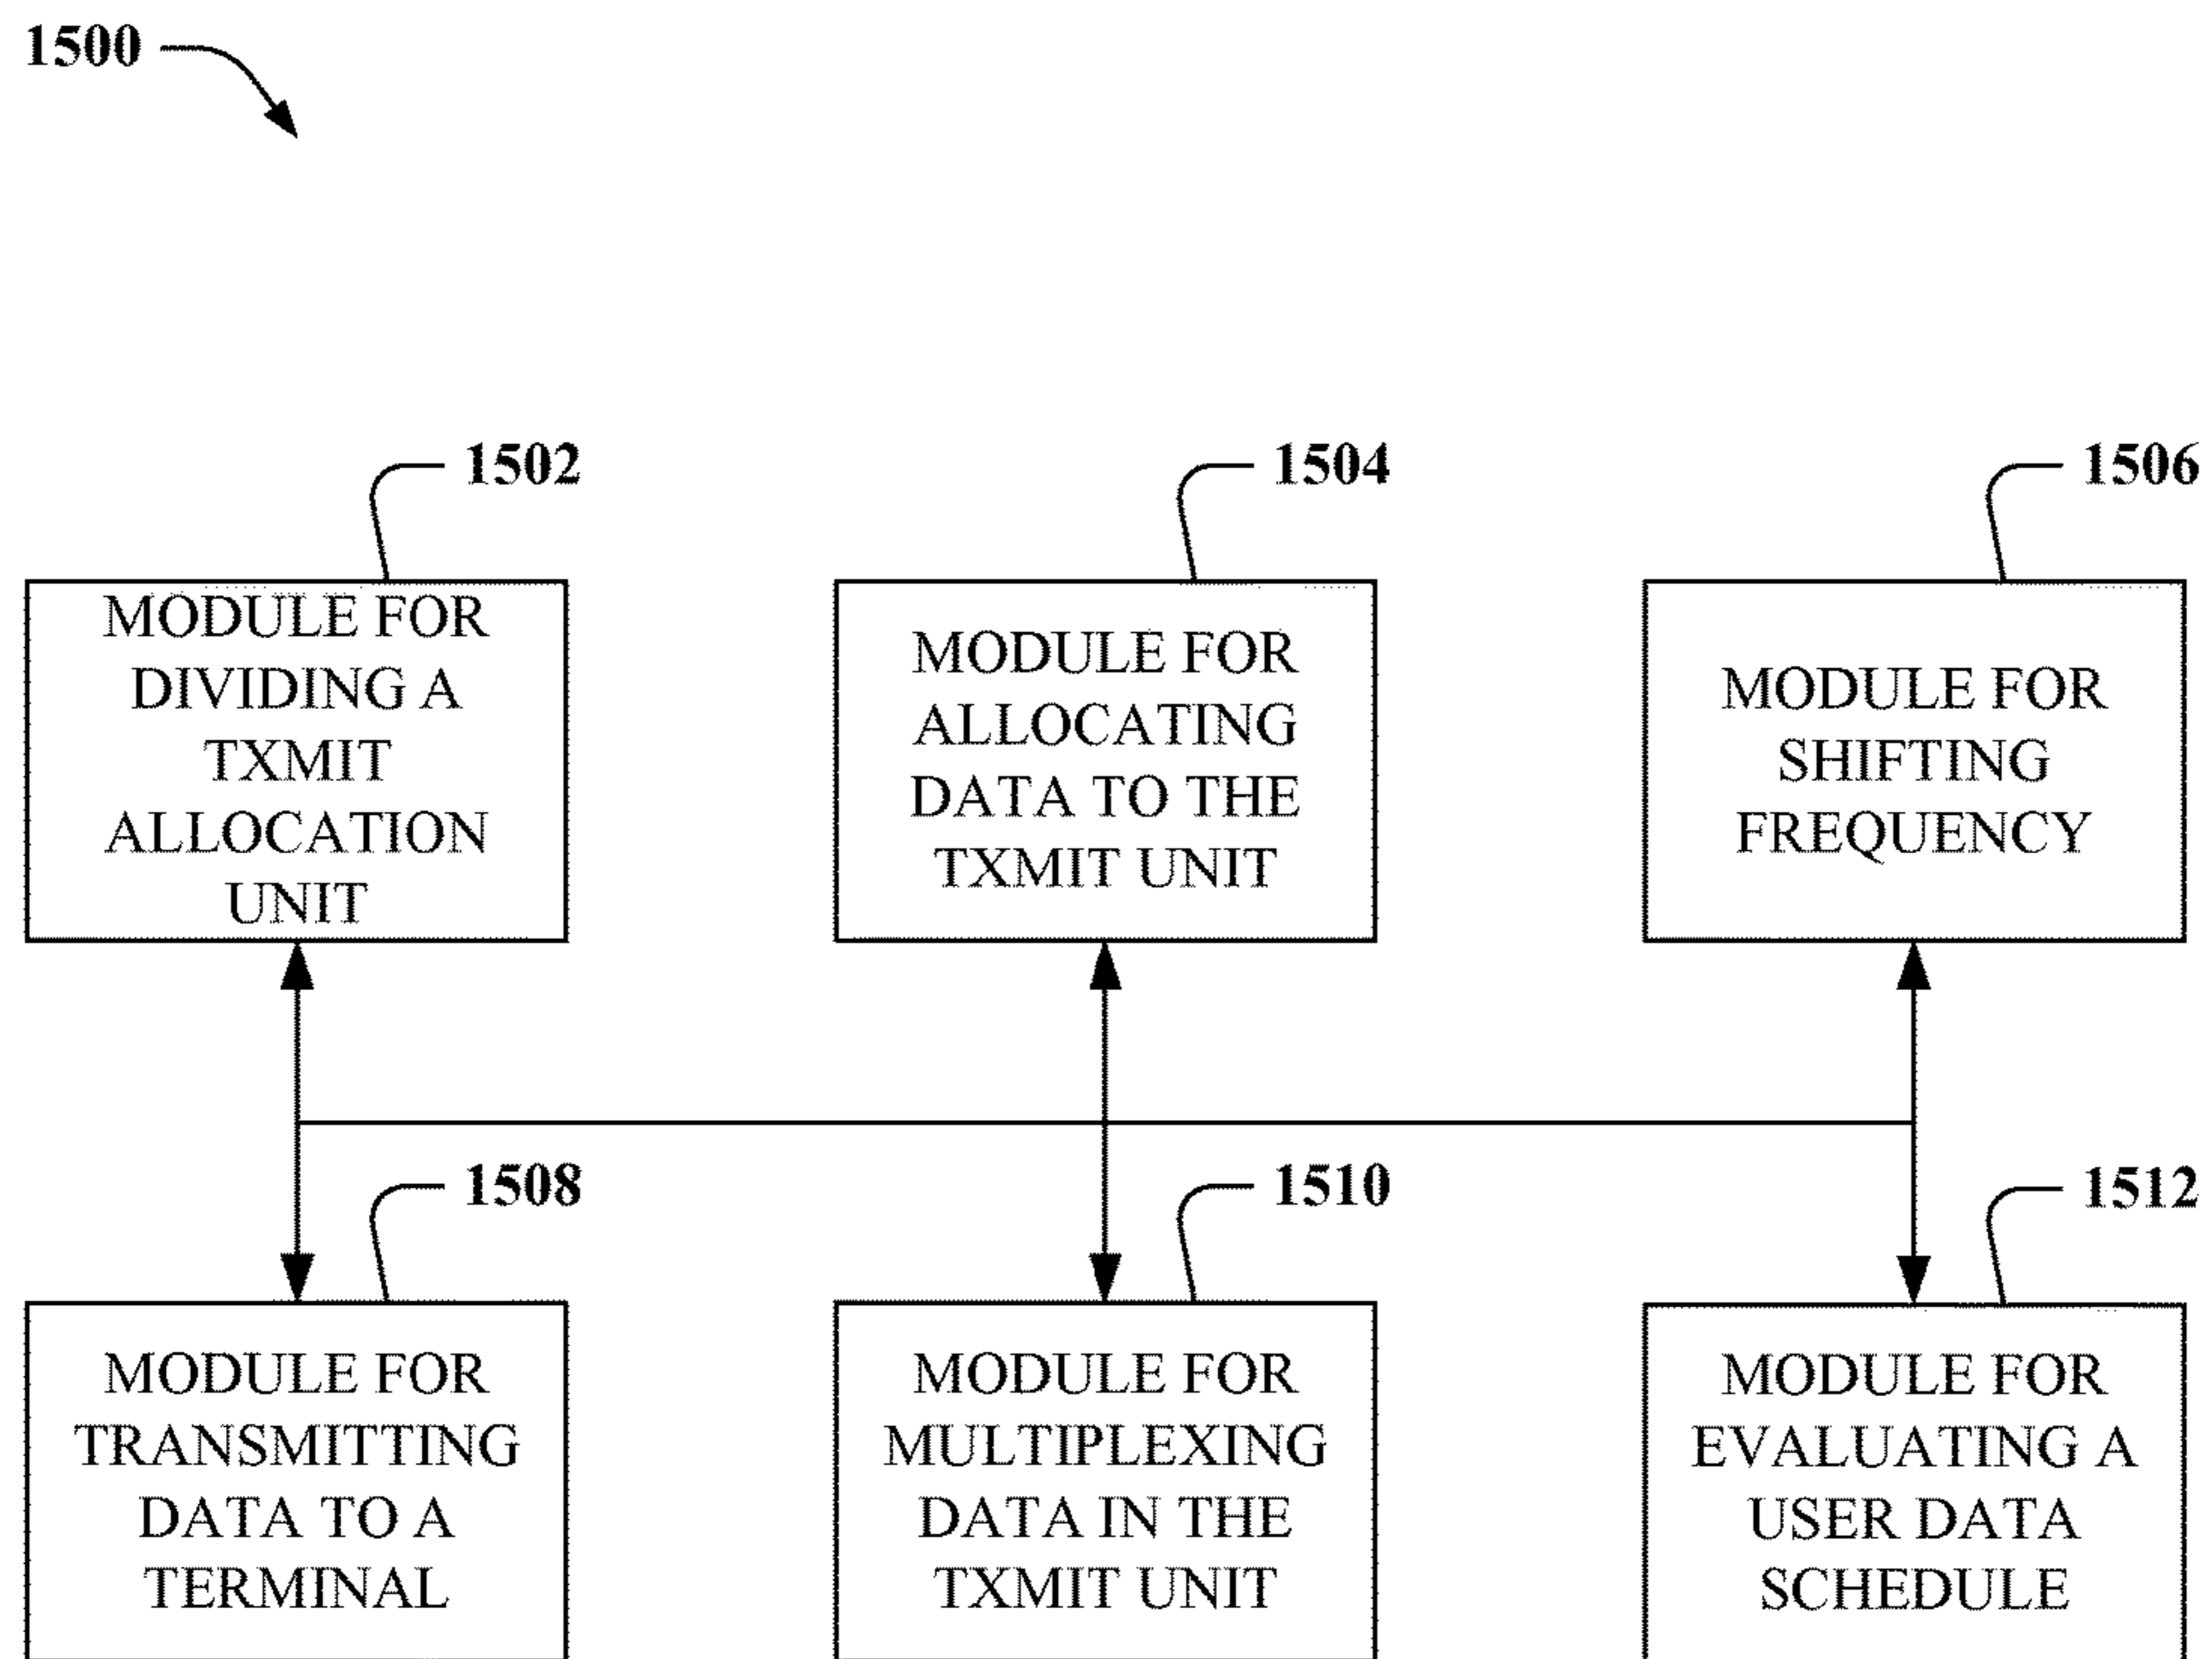 1500
1502
MODULE FOR
DIVIDING A
TXMIT
ALLOCATION
UNIT
1504
MODULE FOR
ALLOCATING
DATA TO THE
TXMIT UNIT
1506
MODULE FOR
SHIFTING
FREQUENCY
1508
MODULE FOR
TRANSMITTING
DATA TO A
TERMINAL
1510
MODULE FOR
MULTIPLEXING
DATA IN THE
TXMIT UNIT
1512
MODULE FOR
EVALUATING A
USER DATA
SCHEDULE